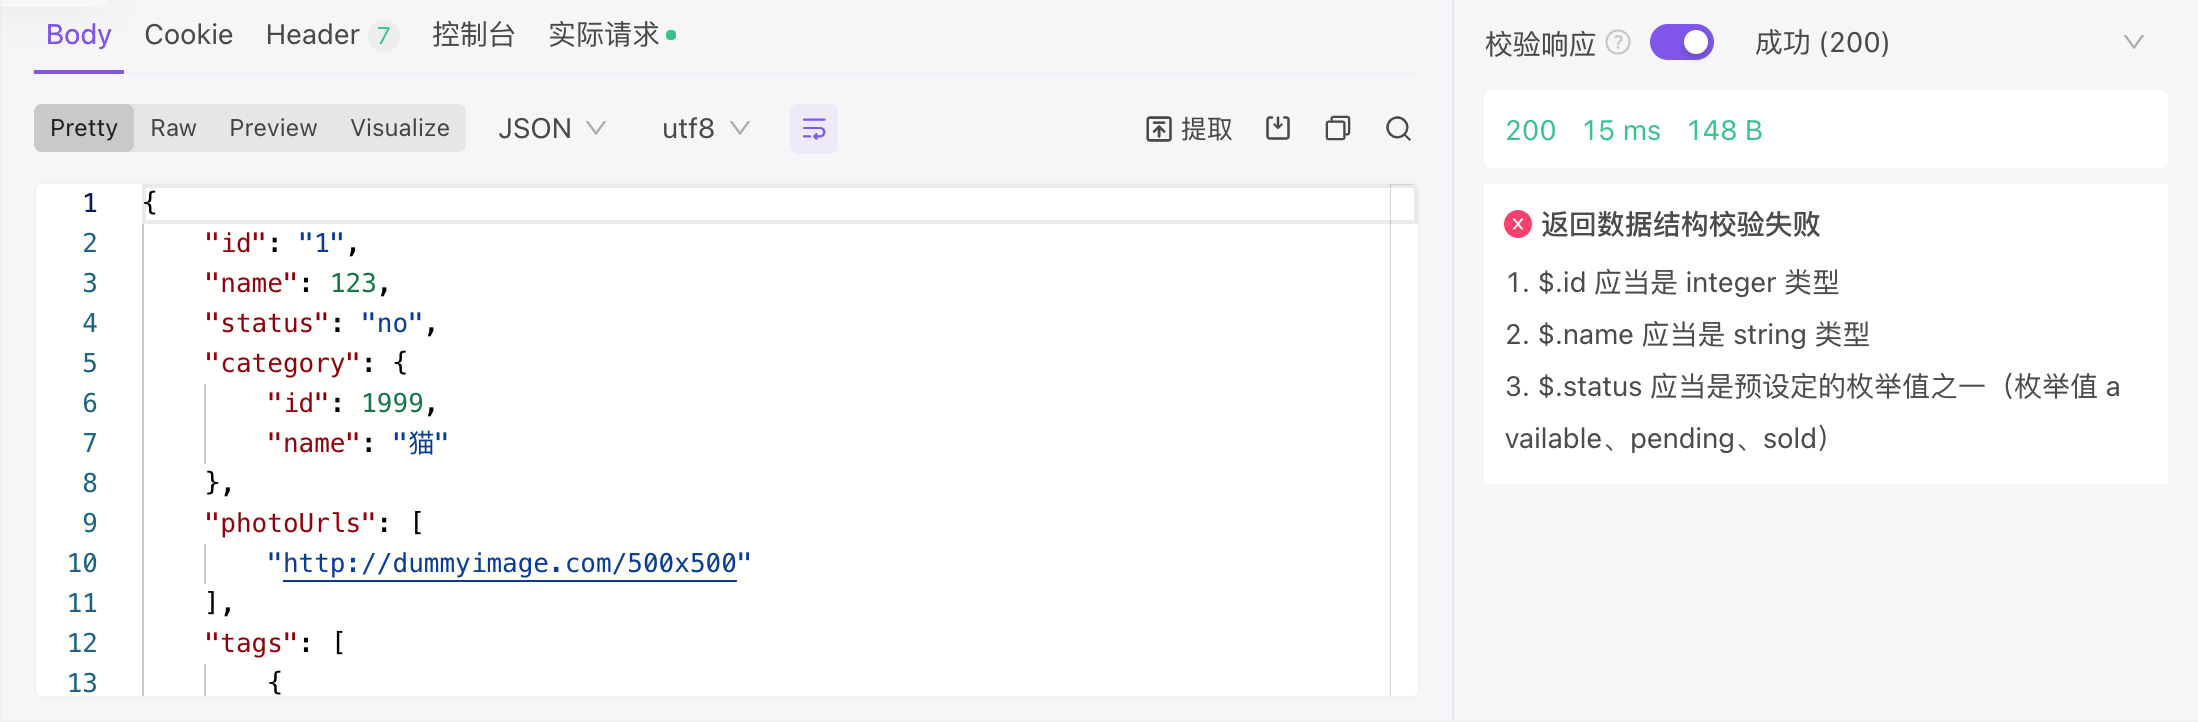 Body Cookie Header 7 控制台 实际请求
Pretty Raw Preview Visualize JSON utf8 提取
1 {
2 "id": "1",
3 "name": 123,
4 "status": "no",
5 "category": {
6 "id": 1999,
7 "name": "猫"
8 },
9 "photoUrls": [
10 "http://dummyimage.com/500x500"
11 ],
12 "tags": [
13 {
校验响应 ? 成功 (200)
200 15 ms 148 B
返回数据结构校验失败
1. $.id 应当是 integer 类型
2. $.name 应当是 string 类型
3. $.status 应当是预设定的枚举值之一（枚举值 a
vailable、pending、sold）